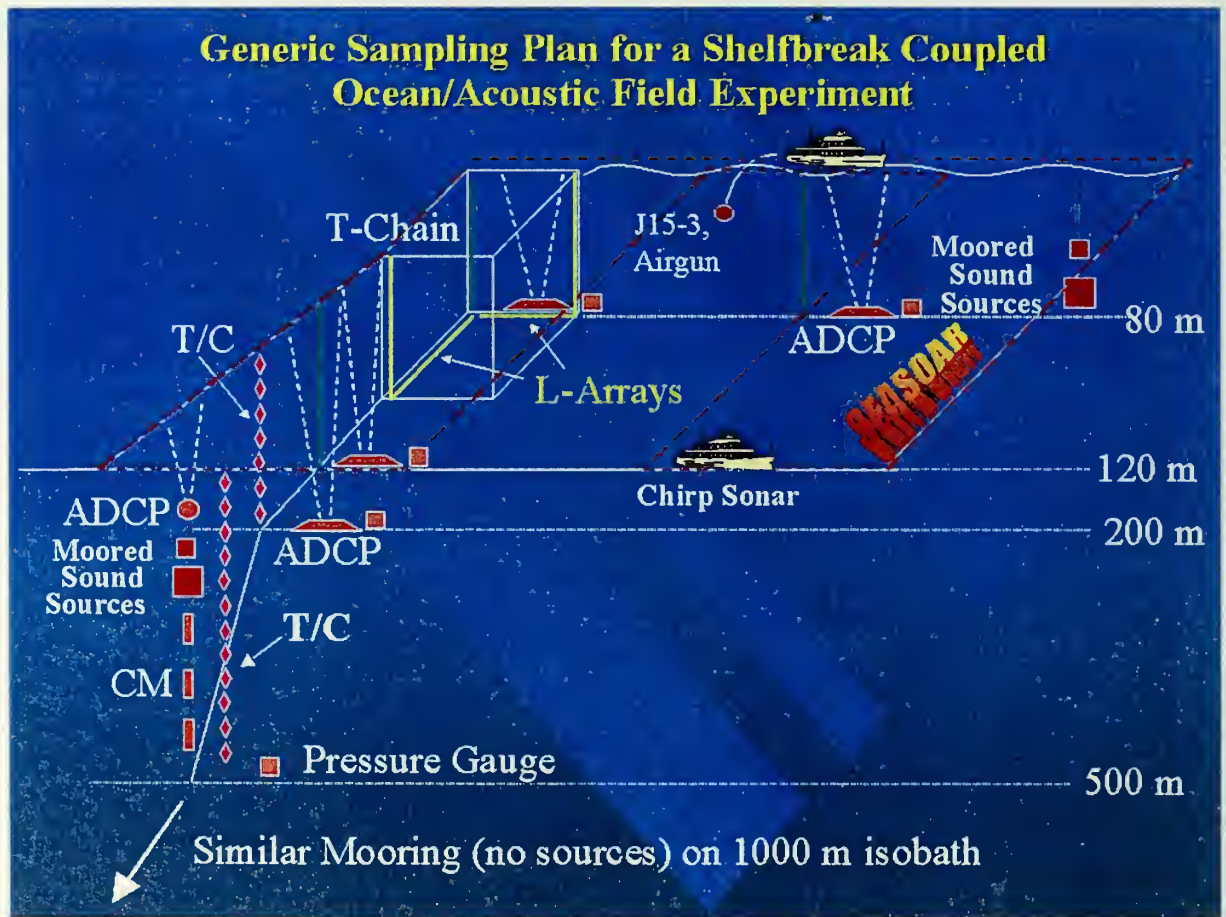 Generic Sampling Plan for a Shelfbreak Coupled
Ocean/Acoustic Field Experiment
T-Chain
J15-3,
Airgun
Moored
Sound
Sources
T/C
80 m
ADCP
L-Arrays
SEASOAR
120 m
Chirp Sonar
ADCP
200 m
ADCP
Moored
Sound
Sources
T/C
CM
Pressure Gauge
500 m
Similar Mooring (no sources) on 1000 m isobath